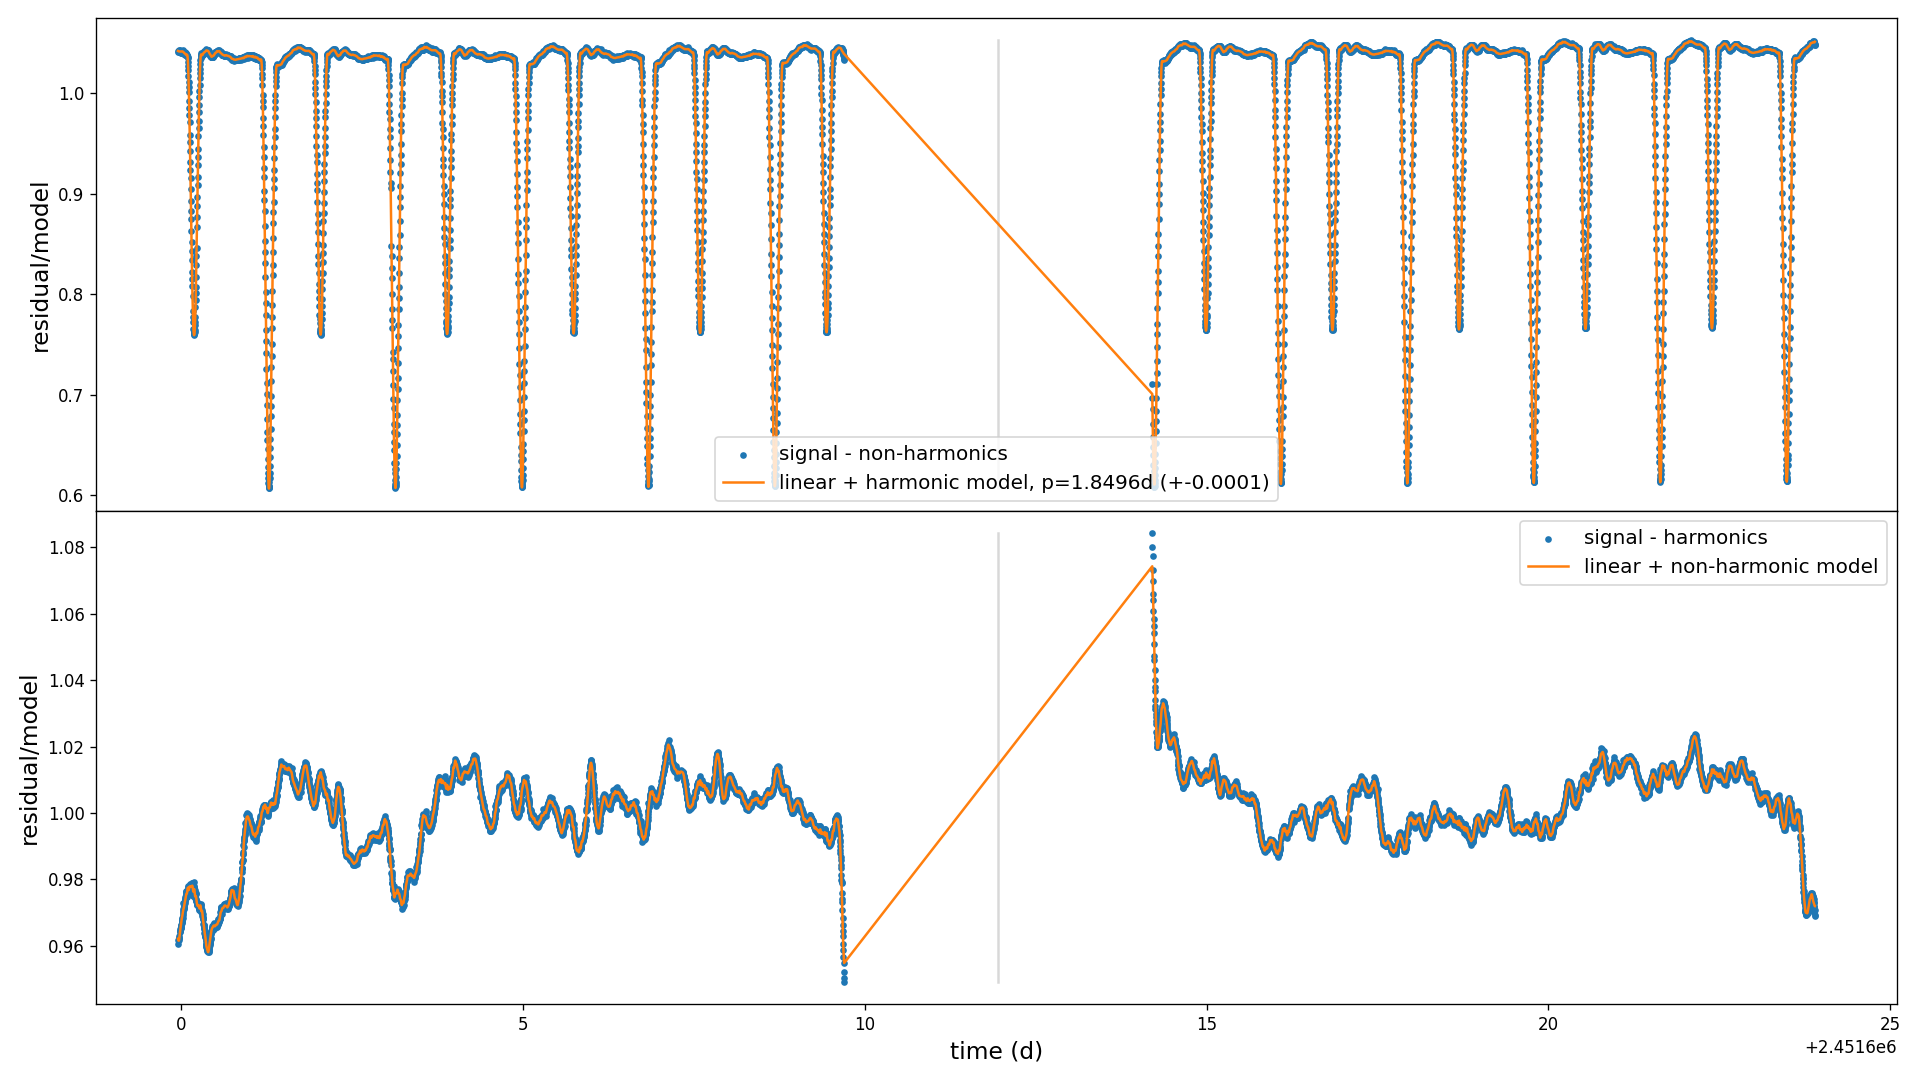 residual/model
1.0
0.9
0.8
0.7
0.6
signal - non-harmonics
linear + harmonic model, p=1.8496d (+-0.0001)
residual/model
1.08
1.06
1.04
1.02
1.00
0.98
0.96
signal - harmonics
linear + non-harmonic model
0 5 10 15 20 25
time (d)
+2.4516e6